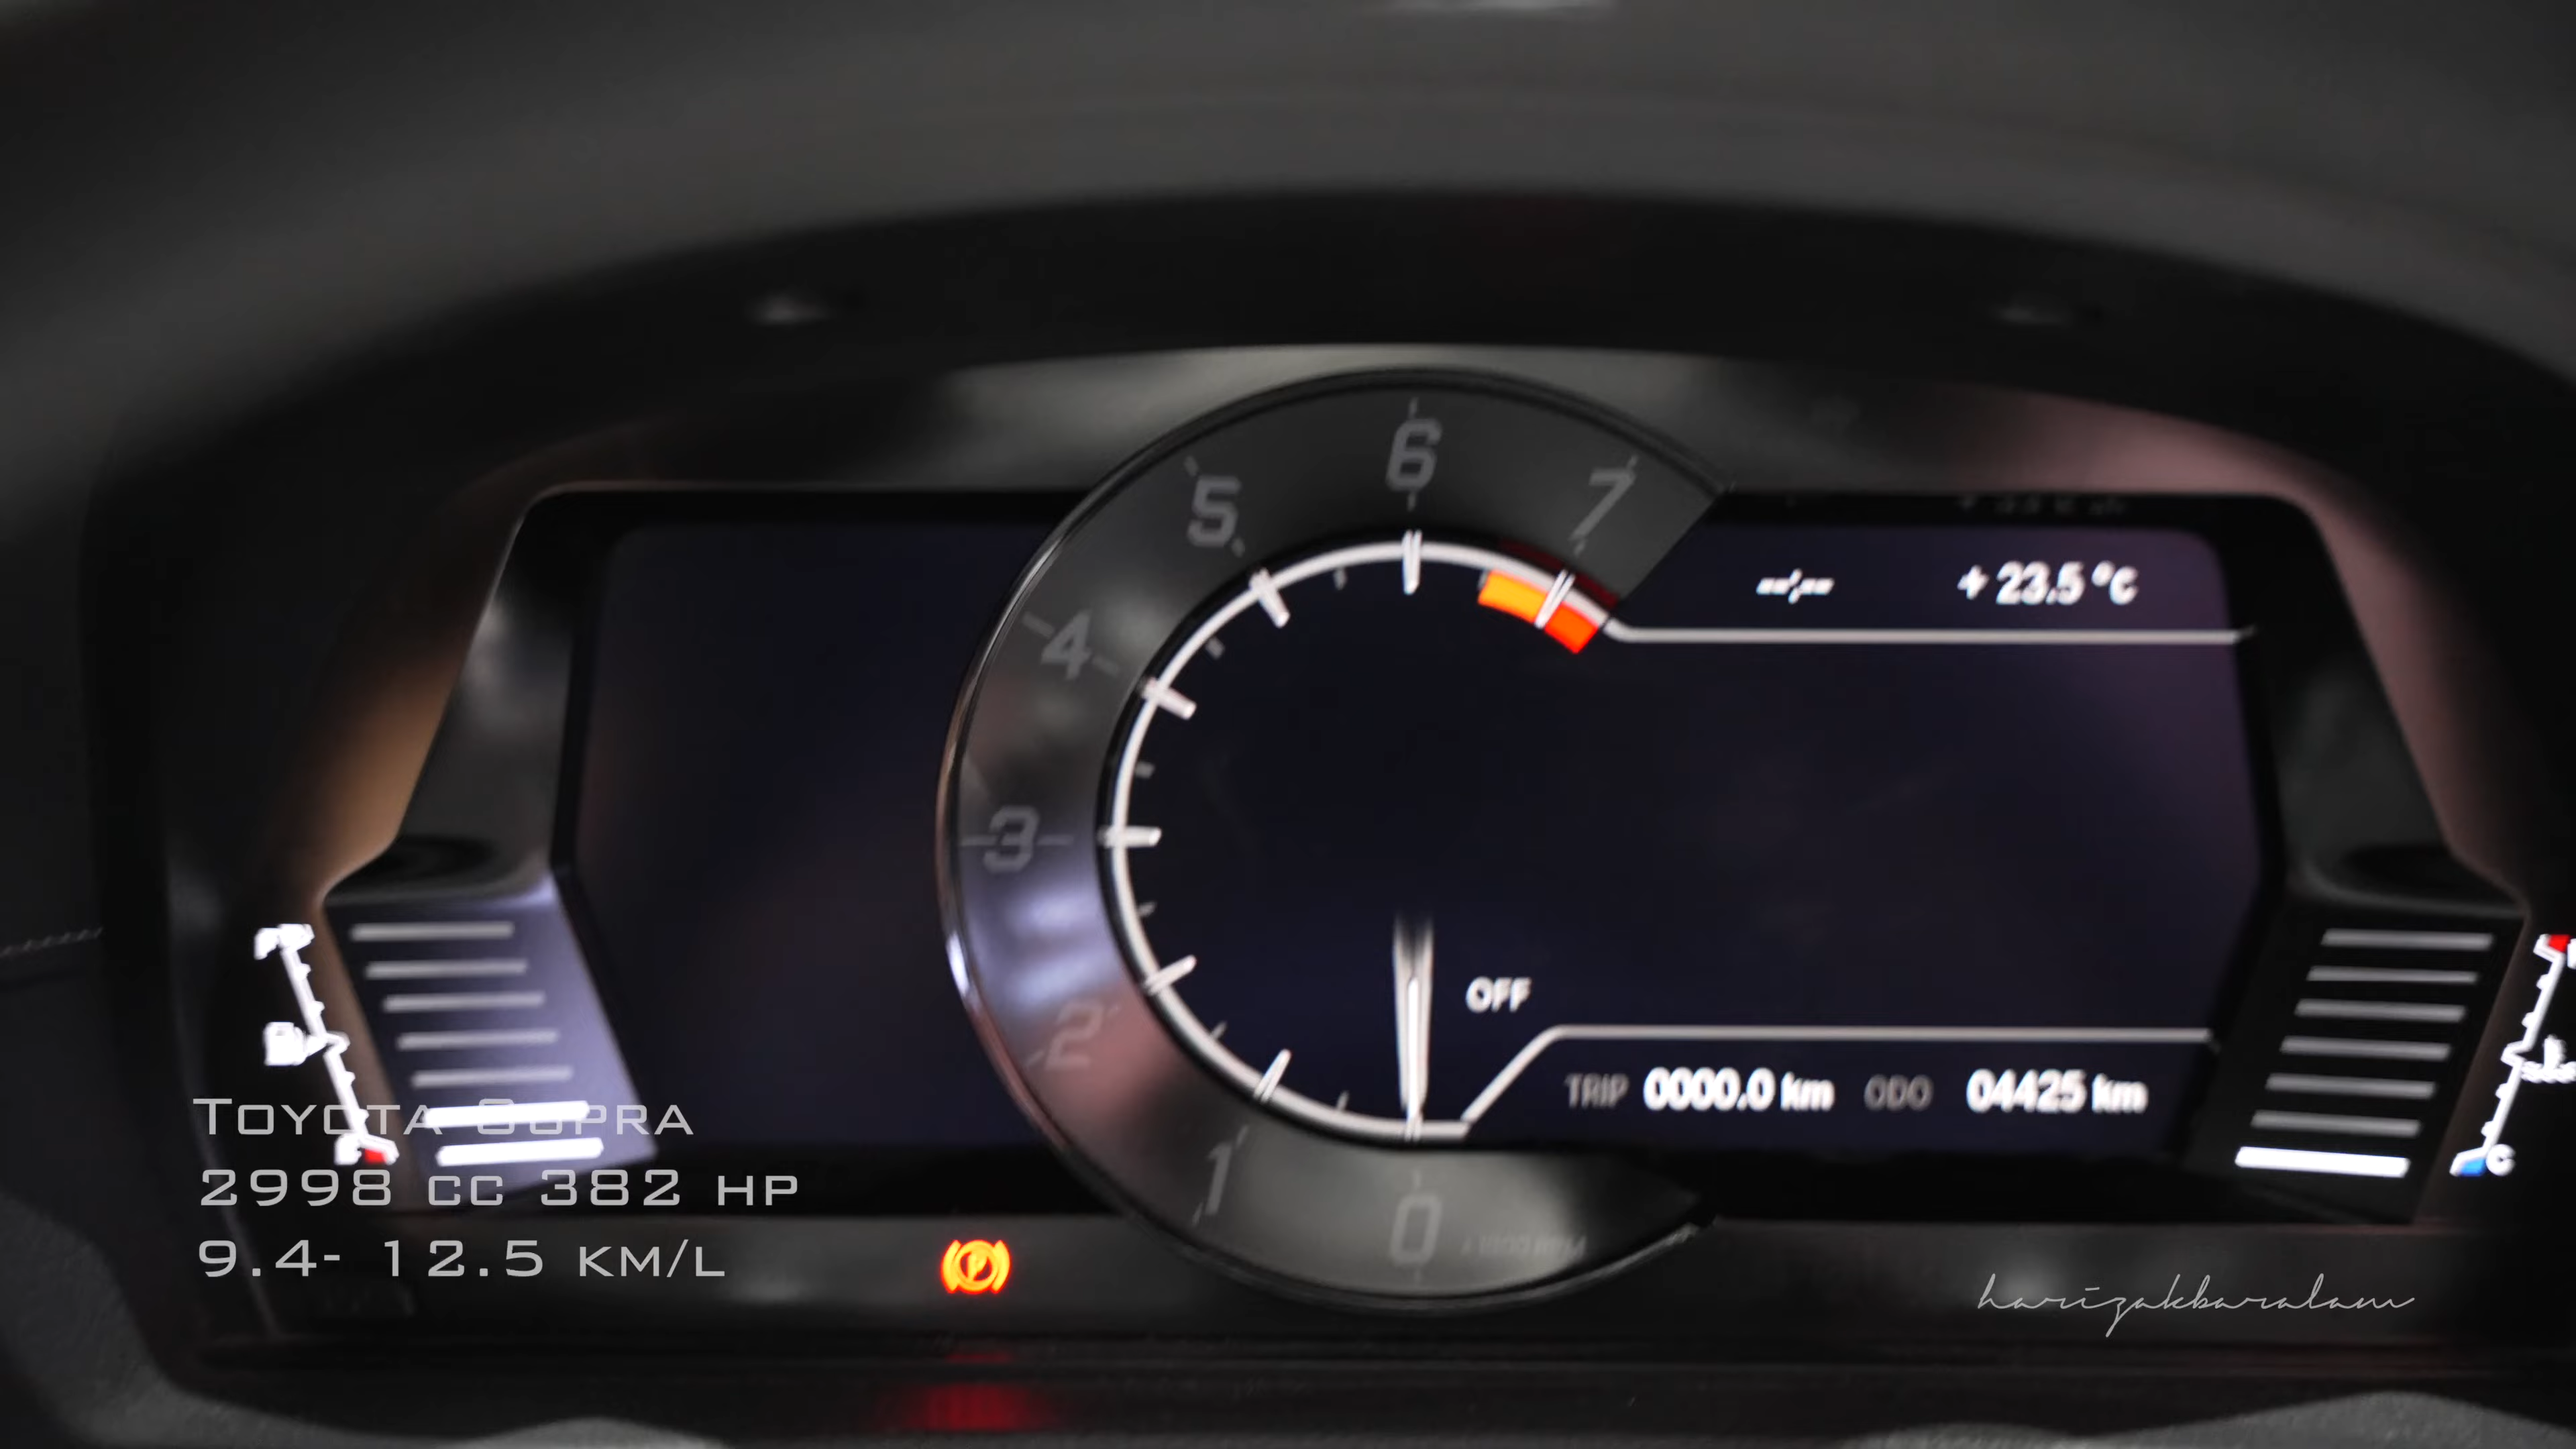 6
5
7
--:-- +23.5 °C
4
3
OFF
2
TRIP 0000.0 km ODO 04425 km
TOYOTA SUPRA
C
1
2998 CC 382 HP
0
P
9.4- 12.5 KM/L
harizakbaralam